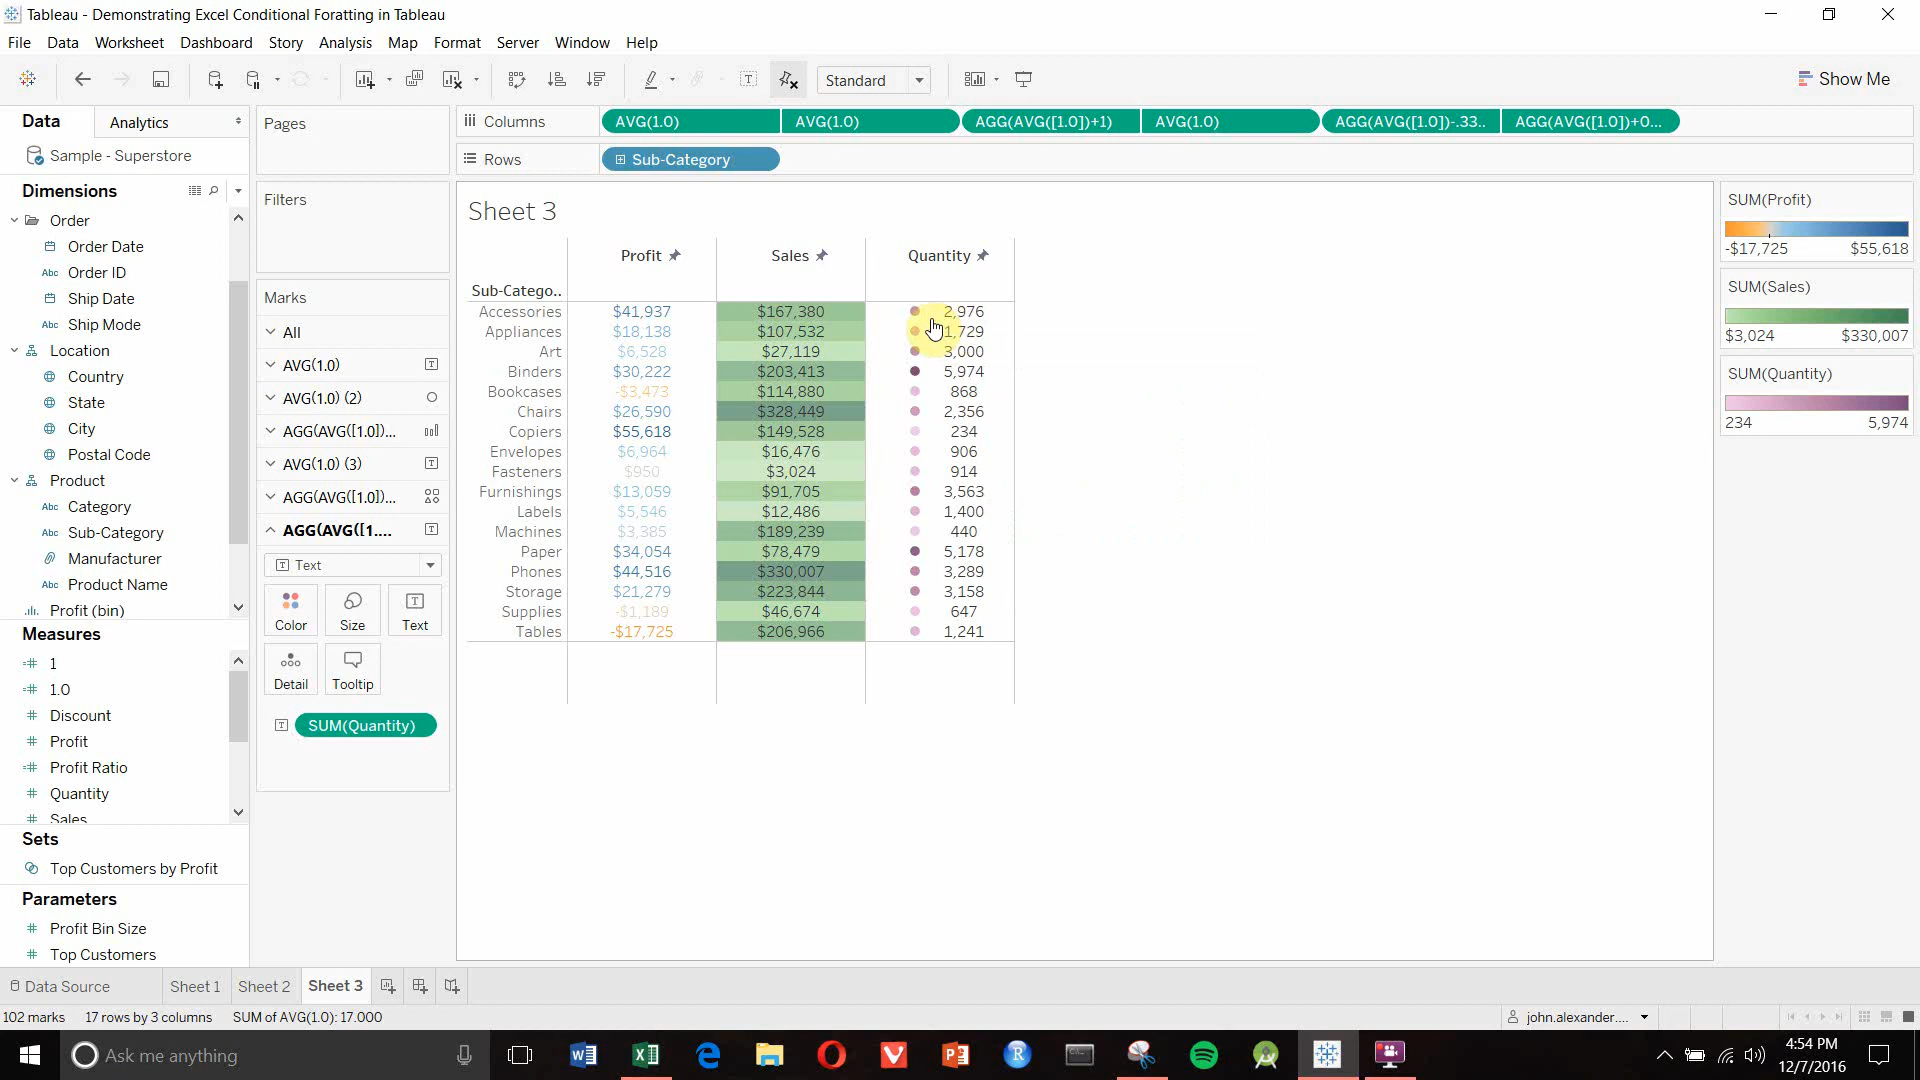 Tableau - Demonstrating Excel Conditional Foratting in Tableau
File Data Worksheet Dashboard Story Analysis Map Format Server Window Help
Standard
Show Me
Data
Analytics
Pages
Columns
AVG(1.0) AVG(1.0) AGG(AVG([1.0])+1) AVG(1.0) AGG(AVG([1.0])-.33.. AGG(AVG([1.0])+0...
Sample - Superstore
Rows
Sub-Category
Dimensions
Filters
Sheet 3
SUM(Profit)
-$17,725 $55,618
SUM(Sales)
$3,024 $330,007
SUM(Quantity)
234 5,974
Order
Order Date
Abc Order ID
Ship Date
Abc Ship Mode
Location
Country
State
City
Postal Code
Product
Abc Category
Abc Sub-Category
Manufacturer
Abc Product Name
Profit (bin)
Measures
1
1.0
Discount
Profit
Profit Ratio
Quantity
Sales
Sets
Top Customers by Profit
Parameters
Profit Bin Size
Top Customers
Marks
All
AVG(1.0)
AVG(1.0) (2)
AGG(AVG([1.0])...
AVG(1.0) (3)
AGG(AVG([1.0])...
AGG(AVG([1....
Text
Color Size Text
Detail Tooltip
SUM(Quantity)
Profit Sales Quantity
Sub-Catego..
Accessories $41,937 $167,380 2,976
Appliances $18,138 $107,532 1,729
Art $6,528 $27,119 3,000
Binders $30,222 $203,413 5,974
Bookcases -$3,473 $114,880 868
Chairs $26,590 $328,449 2,356
Copiers $55,618 $149,528 234
Envelopes $6,964 $16,476 906
Fasteners $950 $3,024 914
Furnishings $13,059 $91,705 3,563
Labels $5,546 $12,486 1,400
Machines $3,385 $189,239 440
Paper $34,054 $78,479 5,178
Phones $44,516 $330,007 3,289
Storage $21,279 $223,844 3,158
Supplies -$1,189 $46,674 647
Tables -$17,725 $206,966 1,241
Data Source Sheet 1 Sheet 2 Sheet 3
102 marks 17 rows by 3 columns SUM of AVG(1.0): 17.000
john.alexander....
Ask me anything
4:54 PM
12/7/2016